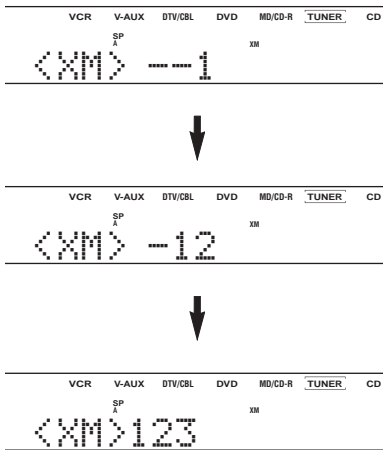 VCR V-AUX DTV/CBL DVD MD/CD-R TUNER CD
SP
A XM
<XM> --1
VCR V-AUX DTV/CBL DVD MD/CD-R TUNER CD
SP
A XM
<XM> -12
VCR V-AUX DTV/CBL DVD MD/CD-R TUNER CD
SP
A XM
<XM>123